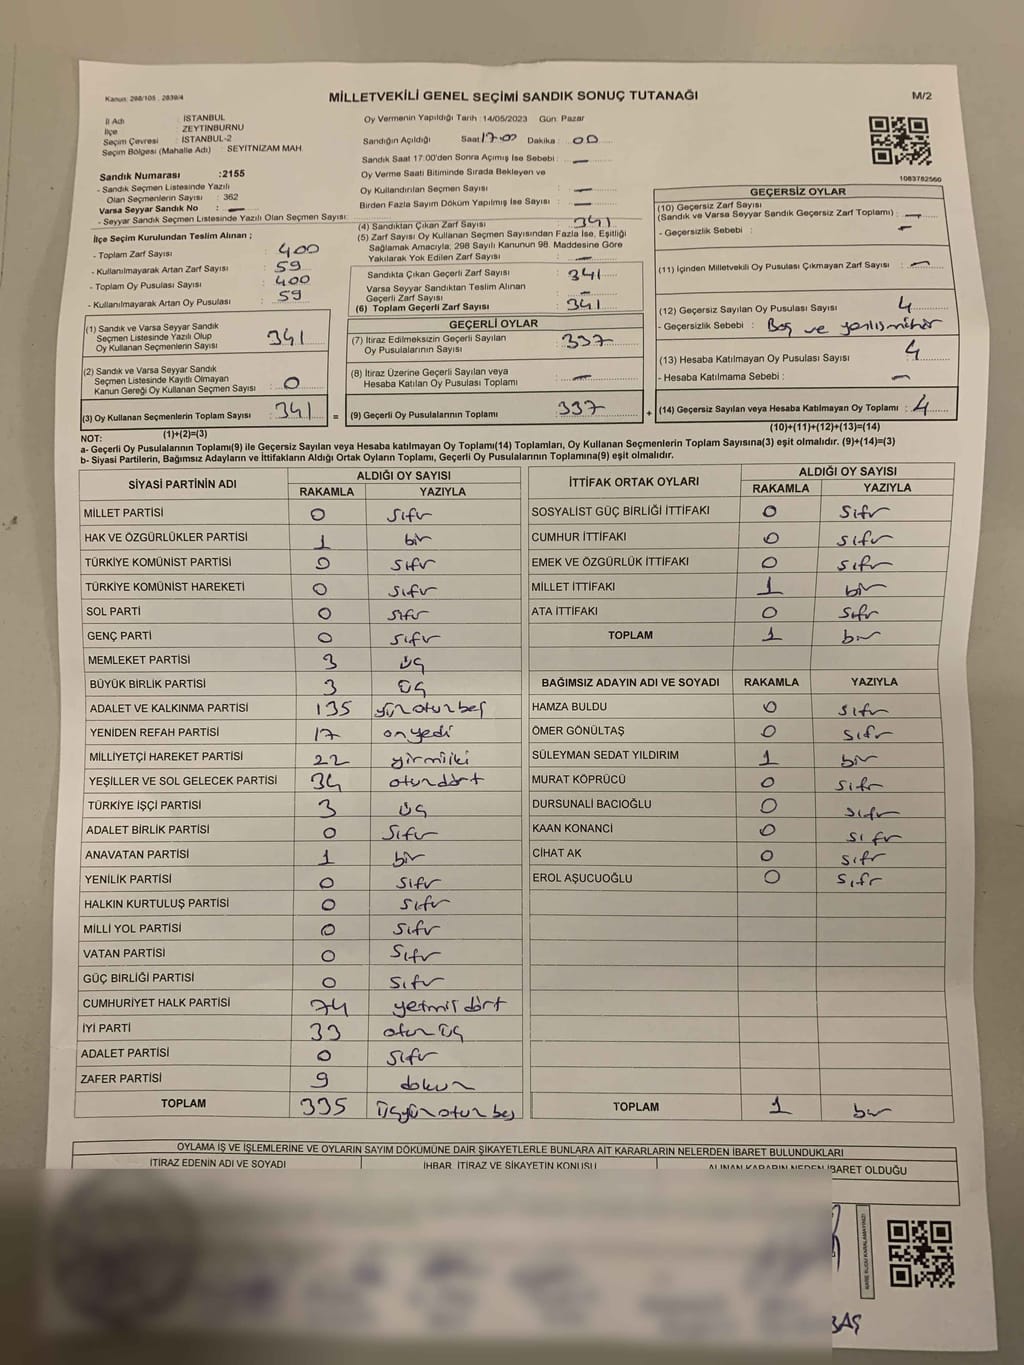 Kanun: 298/105 , 2839/4
MİLLETVEKİLİ GENEL SEÇİMİ SANDIK SONUÇ TUTANAĞI
M/2
İl Adı : İSTANBUL
İlçe : ZEYTİNBURNU
Seçim Çevresi : İSTANBUL-2
Seçim Bölgesi (Mahalle Adı) : SEYİTNİZAM MAH.
Sandık Numarası :2155
- Sandık Seçmen Listesinde Yazılı
Olan Seçmenlerin Sayısı : 362
Varsa Seyyar Sandık No : —
- Seyyar Sandık Seçmen Listesinde Yazılı Olan Seçmen Sayısı:
İlçe Seçim Kurulundan Teslim Alınan ;
- Toplam Zarf Sayısı : 400
- Kullanılmayarak Artan Zarf Sayısı : 59
- Toplam Oy Pusulası Sayısı : 400
- Kullanılmayarak Artan Oy Pusulası : 59
(1) Sandık ve Varsa Seyyar Sandık
Seçmen Listesinde Yazılı Olup
Oy Kullanan Seçmenlerin Sayısı : 341
(2) Sandık ve Varsa Seyyar Sandık
Seçmen Listesinde Kayıtlı Olmayan
Kanun Gereği Oy Kullanan Seçmen Sayısı : 0
(3) Oy Kullanan Seçmenlerin Toplam Sayısı : 341 =
(1)+(2)=(3)
Oy Vermenin Yapıldığı Tarih :14/05/2023 Gün: Pazar
Sandığın Açıldığı Saat: 17:00 Dakika : 00
Sandık Saat 17:00'den Sonra Açımış İse Sebebi : —
Oy Verme Saati Bitiminde Sırada Bekleyen ve
Oy Kullandırılan Seçmen Sayısı : —
Birden Fazla Sayım Döküm Yapılmış İse Sayısı : —
(4) Sandıktan Çıkan Zarf Sayısı : 341
(5) Zarf Sayısı Oy Kullanan Seçmen Sayısından Fazla İse, Eşitliği
Sağlamak Amacıyla, 298 Sayılı Kanunun 98. Maddesine Göre
Yakılarak Yok Edilen Zarf Sayısı : —
Sandıkta Çıkan Geçerli Zarf Sayısı : 341
Varsa Seyyar Sandıktan Teslim Alınan
Geçerli Zarf Sayısı : —
(6) Toplam Geçerli Zarf Sayısı : 341
GEÇERLİ OYLAR
(7) İtiraz Edilmeksizin Geçerli Sayılan
Oy Pusulalarının Sayısı : 337
(8) İtiraz Üzerine Geçerli Sayılan veya
Hesaba Katılan Oy Pusulası Toplamı : —
(9) Geçerli Oy Pusulalarının Toplamı : 337 +
1083782560
GEÇERSİZ OYLAR
(10) Geçersiz Zarf Sayısı
(Sandık ve Varsa Seyyar Sandık Geçersiz Zarf Toplamı) : —
- Geçersizlik Sebebi : —
(11) İçinden Milletvekili Oy Pusulası Çıkmayan Zarf Sayısı : —
(12) Geçersiz Sayılan Oy Pusulası Sayısı : 4
- Geçersizlik Sebebi : Boş ve yanlış mühür
(13) Hesaba Katılmayan Oy Pusulası Sayısı : 4
- Hesaba Katılmama Sebebi : —
(14) Geçersiz Sayılan veya Hesaba Katılmayan Oy Toplamı : 4
(10)+(11)+(12)+(13)=(14)
NOT:
a- Geçerli Oy Pusulalarının Toplamı(9) ile Geçersiz Sayılan veya Hesaba katılmayan Oy Toplamı(14) Toplamları, Oy Kullanan Seçmenlerin Toplam Sayısına(3) eşit olmalıdır. (9)+(14)=(3)
b- Siyasi Partilerin, Bağımsız Adayların ve İttifakların Aldığı Ortak Oyların Toplamı, Geçerli Oy Pusulalarının Toplamına(9) eşit olmalıdır.
SİYASİ PARTİNİN ADI ALDIĞI OY SAYISI
RAKAMLA YAZIYLA
MİLLET PARTİSİ 0 sıfır
HAK VE ÖZGÜRLÜKLER PARTİSİ 1 bir
TÜRKİYE KOMÜNİST PARTİSİ 0 sıfır
TÜRKİYE KOMÜNİST HAREKETİ 0 sıfır
SOL PARTİ 0 sıfır
GENÇ PARTİ 0 sıfır
MEMLEKET PARTİSİ 3 üç
BÜYÜK BİRLİK PARTİSİ 3 üç
ADALET VE KALKINMA PARTİSİ 135 yüzotuzbeş
YENİDEN REFAH PARTİSİ 17 onyedi
MİLLİYETÇİ HAREKET PARTİSİ 22 yirmiiki
YEŞİLLER VE SOL GELECEK PARTİSİ 34 otuzdört
TÜRKİYE İŞÇİ PARTİSİ 3 üç
ADALET BİRLİK PARTİSİ 0 sıfır
ANAVATAN PARTİSİ 1 bir
YENİLİK PARTİSİ 0 sıfır
HALKIN KURTULUŞ PARTİSİ 0 sıfır
MİLLİ YOL PARTİSİ 0 sıfır
VATAN PARTİSİ 0 sıfır
GÜÇ BİRLİĞİ PARTİSİ 0 sıfır
CUMHURİYET HALK PARTİSİ 74 yetmiş dört
İYİ PARTİ 33 otuz üç
ADALET PARTİSİ 0 sıfır
ZAFER PARTİSİ 9 dokuz
TOPLAM 335 üçyüzotuz beş
İTTİFAK ORTAK OYLARI ALDIĞI OY SAYISI
RAKAMLA YAZIYLA
SOSYALİST GÜÇ BİRLİĞİ İTTİFAKI 0 sıfır
CUMHUR İTTİFAKI 0 sıfır
EMEK VE ÖZGÜRLÜK İTTİFAKI 0 sıfır
MİLLET İTTİFAKI 1 bir
ATA İTTİFAKI 0 sıfır
TOPLAM 1 bir
BAĞIMSIZ ADAYIN ADI VE SOYADI RAKAMLA YAZIYLA
HAMZA BULDU 0 sıfır
ÖMER GÖNÜLTAŞ 0 sıfır
SÜLEYMAN SEDAT YILDIRIM 1 bir
MURAT KÖPRÜCÜ 0 sıfır
DURSUNALİ BACIOĞLU 0 sıfır
KAAN KONANCİ 0 sıfır
CİHAT AK 0 sıfır
EROL AŞUCUOĞLU 0 sıfır
TOPLAM 1 bir
OYLAMA İŞ VE İŞLEMLERİNE VE OYLARIN SAYIM DÖKÜMÜNE DAİR ŞİKAYETLERLE BUNLARA AİT KARARLARIN NELERDEN İBARET BULUNDUKLARI
İTİRAZ EDENİN ADI VE SOYADI İHBAR, İTİRAZ VE ŞİKAYETİN KONUSU ALINAN KARARIN NEDEN İBARET OLDUĞU
KARE KODU KARALAMAYINIZ!
BAŞ